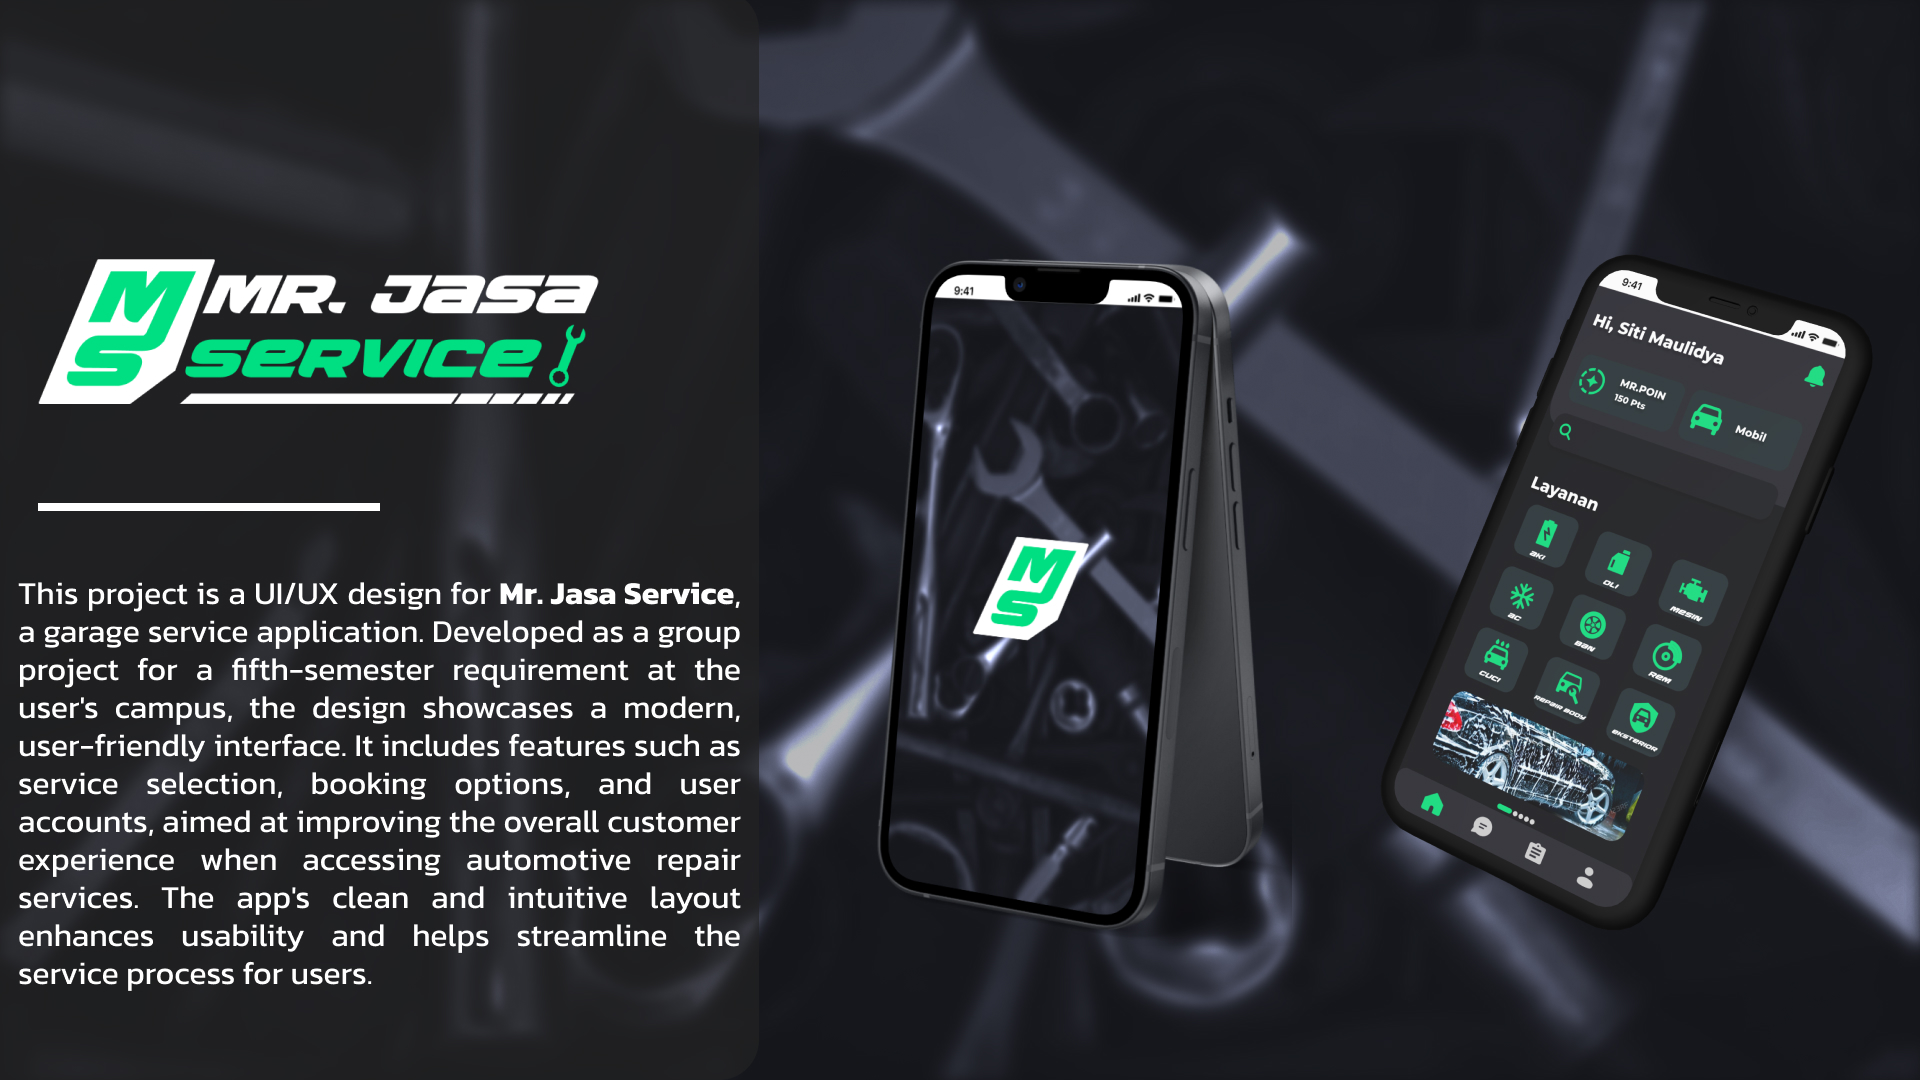 MS
MR. JASA
SERVICE
This project is a UI/UX design for Mr. Jasa Service,
a garage service application. Developed as a group
project for a fifth-semester requirement at the
user's campus, the design showcases a modern,
user-friendly interface. It includes features such as
service selection, booking options, and user
accounts, aimed at improving the overall customer
experience when accessing automotive repair
services. The app's clean and intuitive layout
enhances usability and helps streamline the
service process for users.
9:41
MS
9:41
Hi, Siti Maulidya
MR.POIN
150 Pts
Mobil
Layanan
AKI
OLI
MESIN
AC
BAN
REM
CUCI
REPAIR BODY
EKSTERIOR